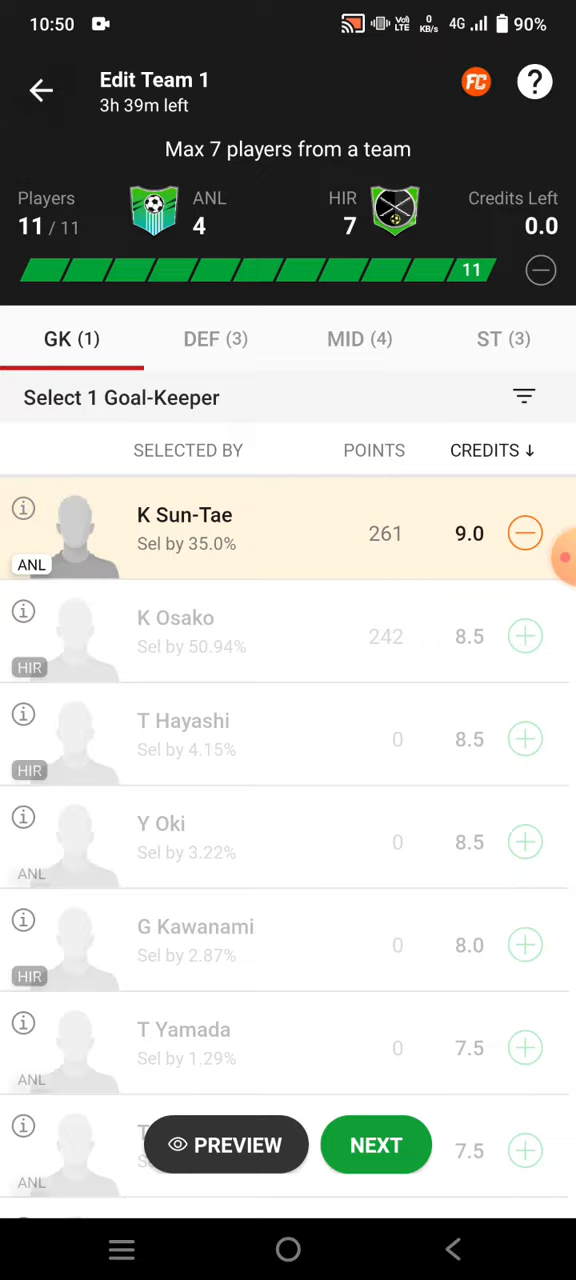 10:50
Vo)
LTE
0
KB/s
4G
90%
Edit Team 1
3h 39m left
FC
?
Max 7 players from a team
Players
ANL
HIR
Credits Left
11 / 11
4
7
0.0
11
GK (1)
DEF (3)
MID (4)
ST (3)
Select 1 Goal-Keeper
SELECTED BY
POINTS
CREDITS ↓
K Sun-Tae
Sel by 35.0%
261
9.0
ANL
K Osako
Sel by 50.94%
242
8.5
HIR
T Hayashi
Sel by 4.15%
0
8.5
HIR
Y Oki
Sel by 3.22%
0
8.5
ANL
G Kawanami
Sel by 2.87%
0
8.0
HIR
T Yamada
Sel by 1.29%
0
7.5
ANL
7.5
ANL
PREVIEW
NEXT